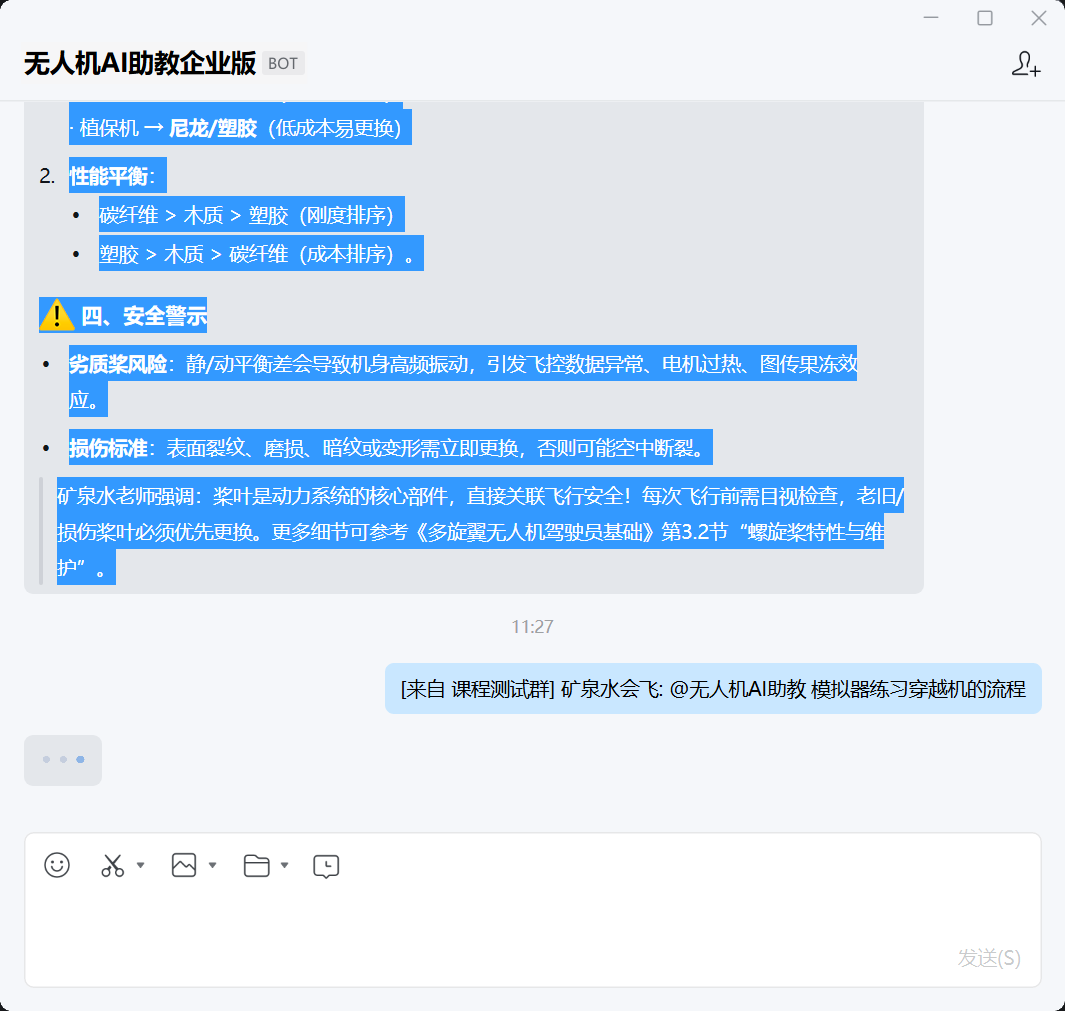 无人机AI助教企业版 BOT
· 植保机 → 尼龙/塑胶（低成本易更换）
2. 性能平衡：
• 碳纤维 > 木质 > 塑胶（刚度排序）
• 塑胶 > 木质 > 碳纤维（成本排序）。
⚠️ 四、安全警示
• 劣质桨风险：静/动平衡差会导致机身高频振动，引发飞控数据异常、电机过热、图传果冻效
应。
• 损伤标准：表面裂纹、磨损、暗纹或变形需立即更换，否则可能空中断裂。
矿泉水老师强调：桨叶是动力系统的核心部件，直接关联飞行安全！每次飞行前需目视检查，老旧/
损伤桨叶必须优先更换。更多细节可参考《多旋翼无人机驾驶员基础》第3.2节“螺旋桨特性与维
护”。
11:27
[来自 课程测试群] 矿泉水会飞: @无人机AI助教 模拟器练习穿越机的流程
发送(S)